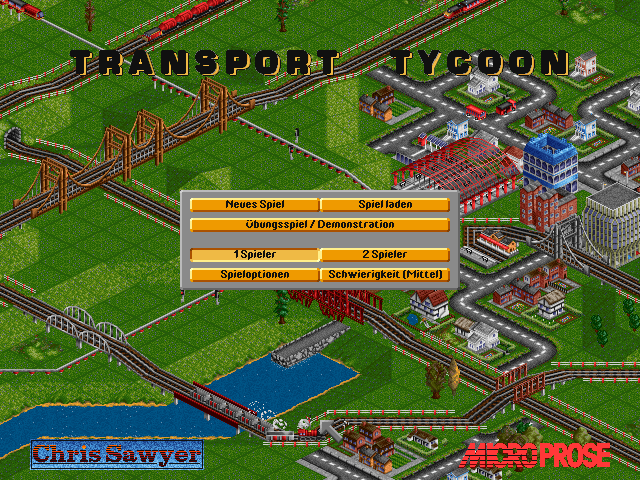 TRANSPORT TYCOON
Neues Spiel
Spiel laden
Übungsspiel / Demonstration
1 Spieler
2 Spieler
Spieloptionen
Schwierigkeit (Mittel)
Chris Sawyer
MICROPROSE